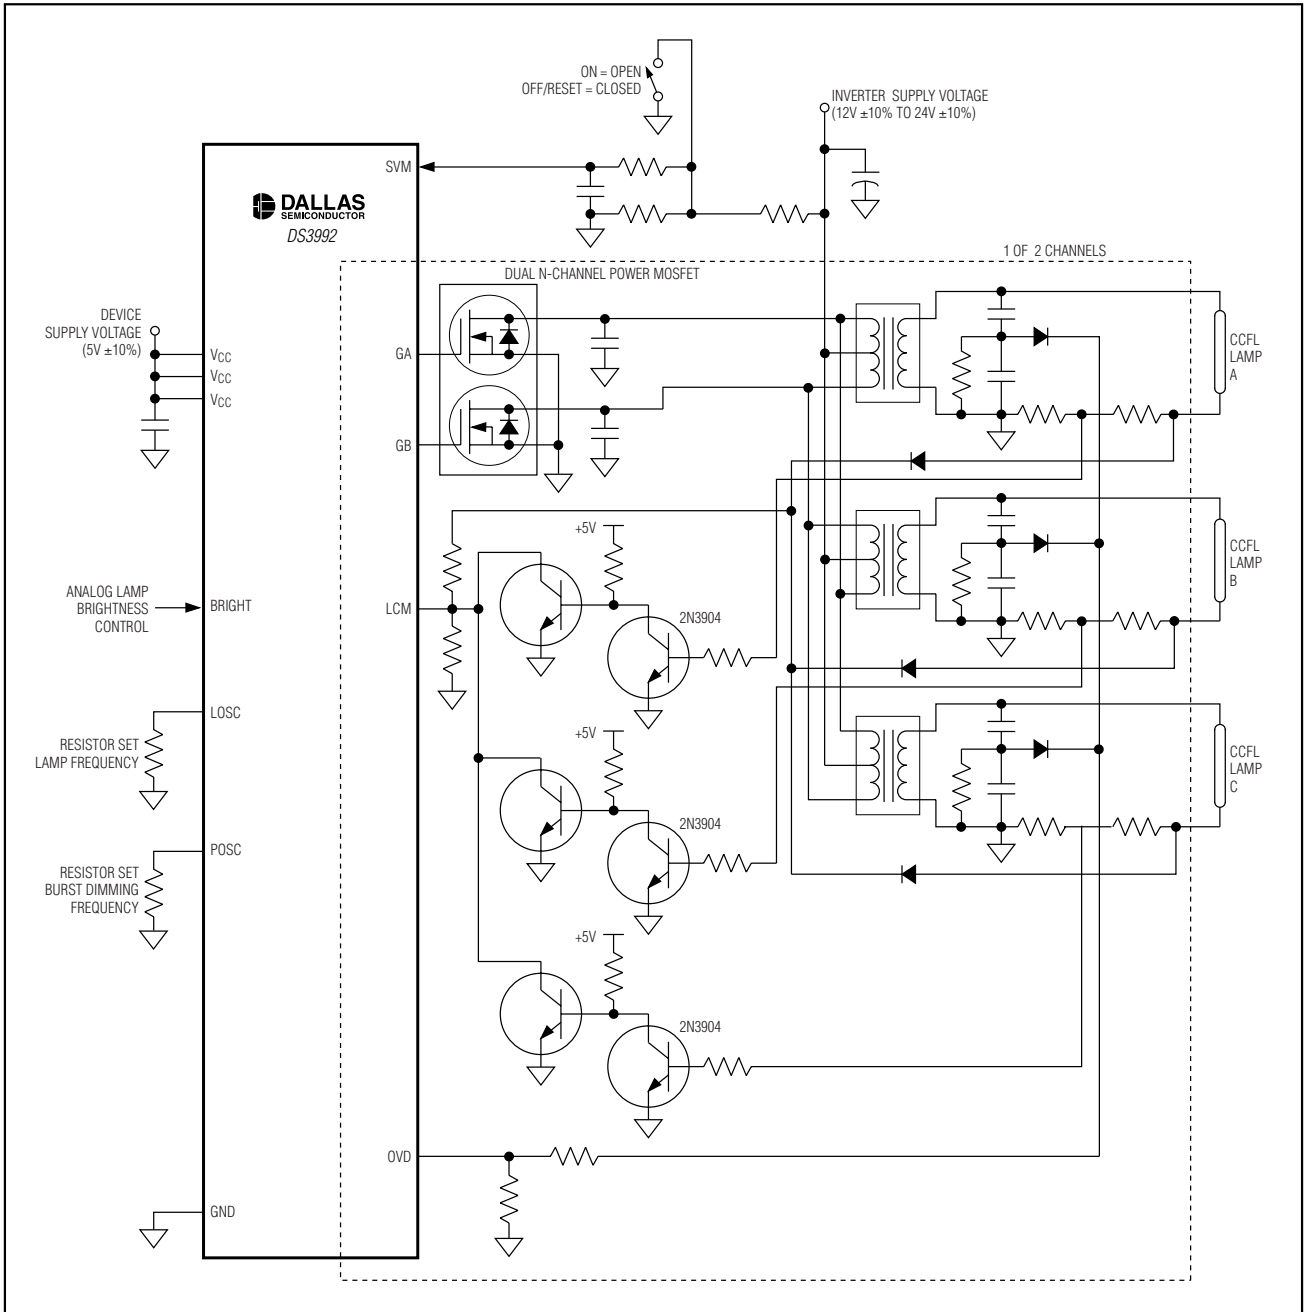 ON = OPEN
OFF/RESET = CLOSED
INVERTER SUPPLY VOLTAGE
(12V ±10% TO 24V ±10%)
SVM
DALLAS
SEMICONDUCTOR
DS3992
1 OF 2 CHANNELS
DUAL N-CHANNEL POWER MOSFET
DEVICE
SUPPLY VOLTAGE
(5V ±10%)
VCC
VCC
VCC
GA
GB
CCFL
LAMP
A
+5V
CCFL
LAMP
B
ANALOG LAMP
BRIGHTNESS
CONTROL
BRIGHT
LCM
2N3904
LOSC
RESISTOR SET
LAMP FREQUENCY
+5V
CCFL
LAMP
C
2N3904
POSC
RESISTOR SET
BURST DIMMING
FREQUENCY
+5V
2N3904
OVD
GND